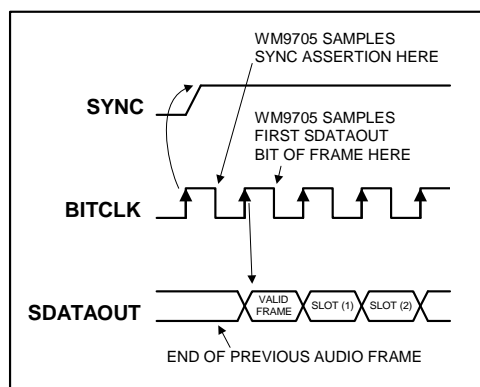 WM9705 SAMPLES
SYNC ASSERTION HERE
SYNC
WM9705 SAMPLES
FIRST SDATAOUT
BIT OF FRAME HERE
BITCLK
SDATAOUT
VALID
FRAME
SLOT (1)
SLOT (2)
END OF PREVIOUS AUDIO FRAME